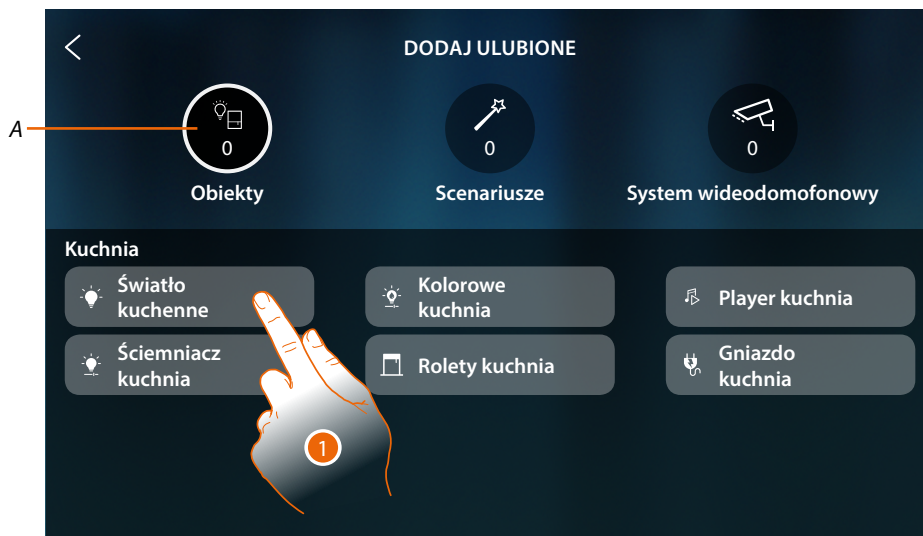 DODAJ ULUBIONE
A
0
0
0
Obiekty
Scenariusze
System wideodomofonowy
Kuchnia
Światło
kuchenne
Kolorowe
kuchnia
Player kuchnia
Ściemniacz
kuchnia
Rolety kuchnia
Gniazdo
kuchnia
1